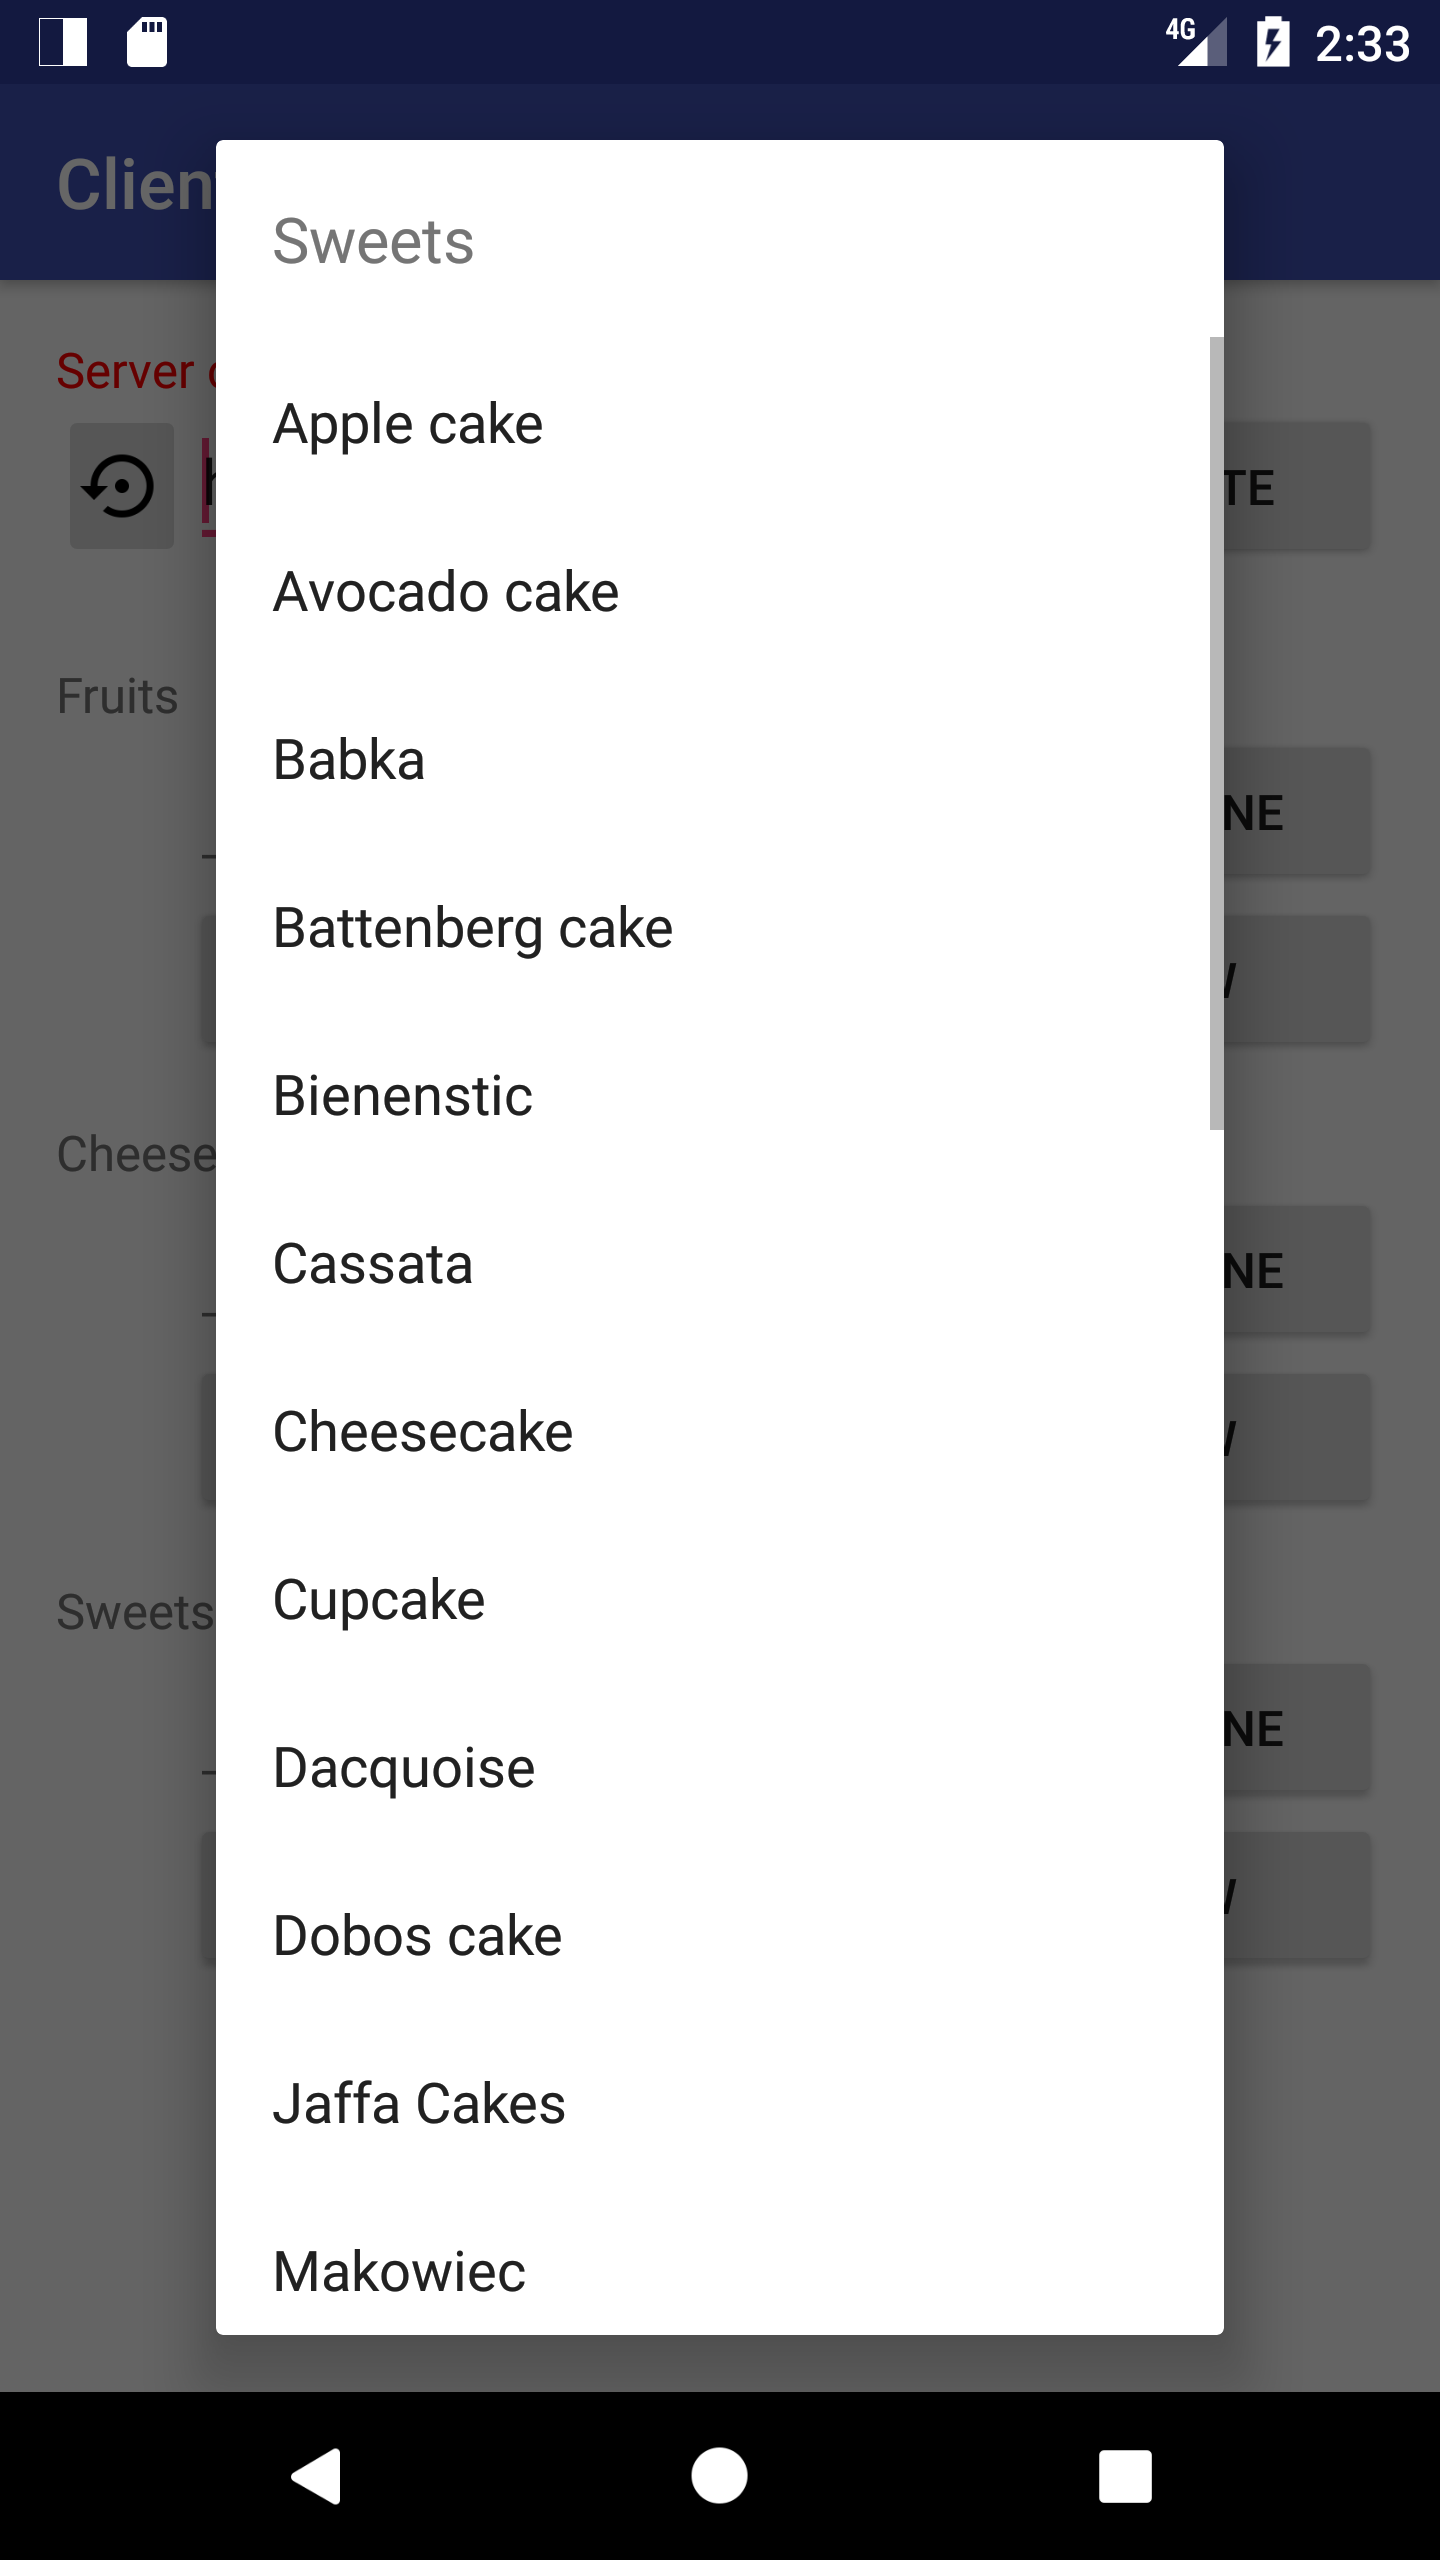 4G 2:33
Sweets
Server
TE
Apple cake
Avocado cake
Fruits
Babka
NE
Battenberg cake
Bienenstic
Cheese
Cassata
NE
Cheesecake
Cupcake
Sweets
Dacquoise
NE
Dobos cake
Jaffa Cakes
Makowiec